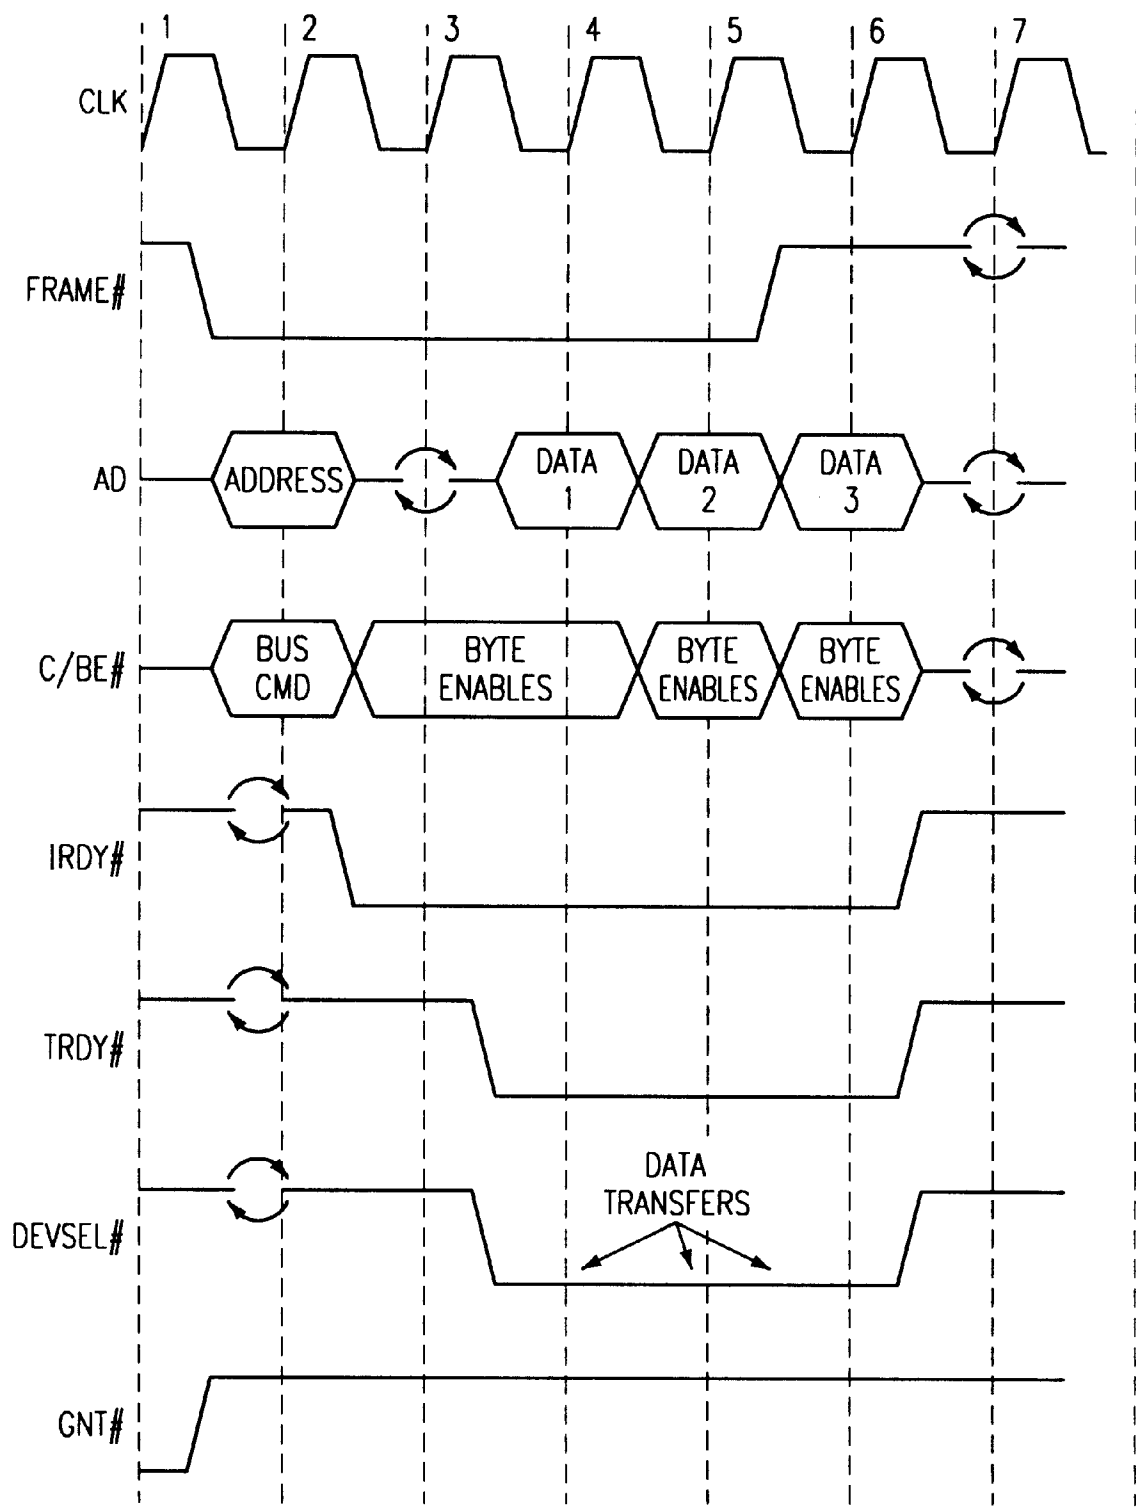 1 2 3 4 5 6 7
CLK
FRAME#
AD
ADDRESS
DATA
1
DATA
2
DATA
3
C/BE#
BUS
CMD
BYTE
ENABLES
BYTE
ENABLES
BYTE
ENABLES
IRDY#
TRDY#
DEVSEL#
DATA
TRANSFERS
GNT#